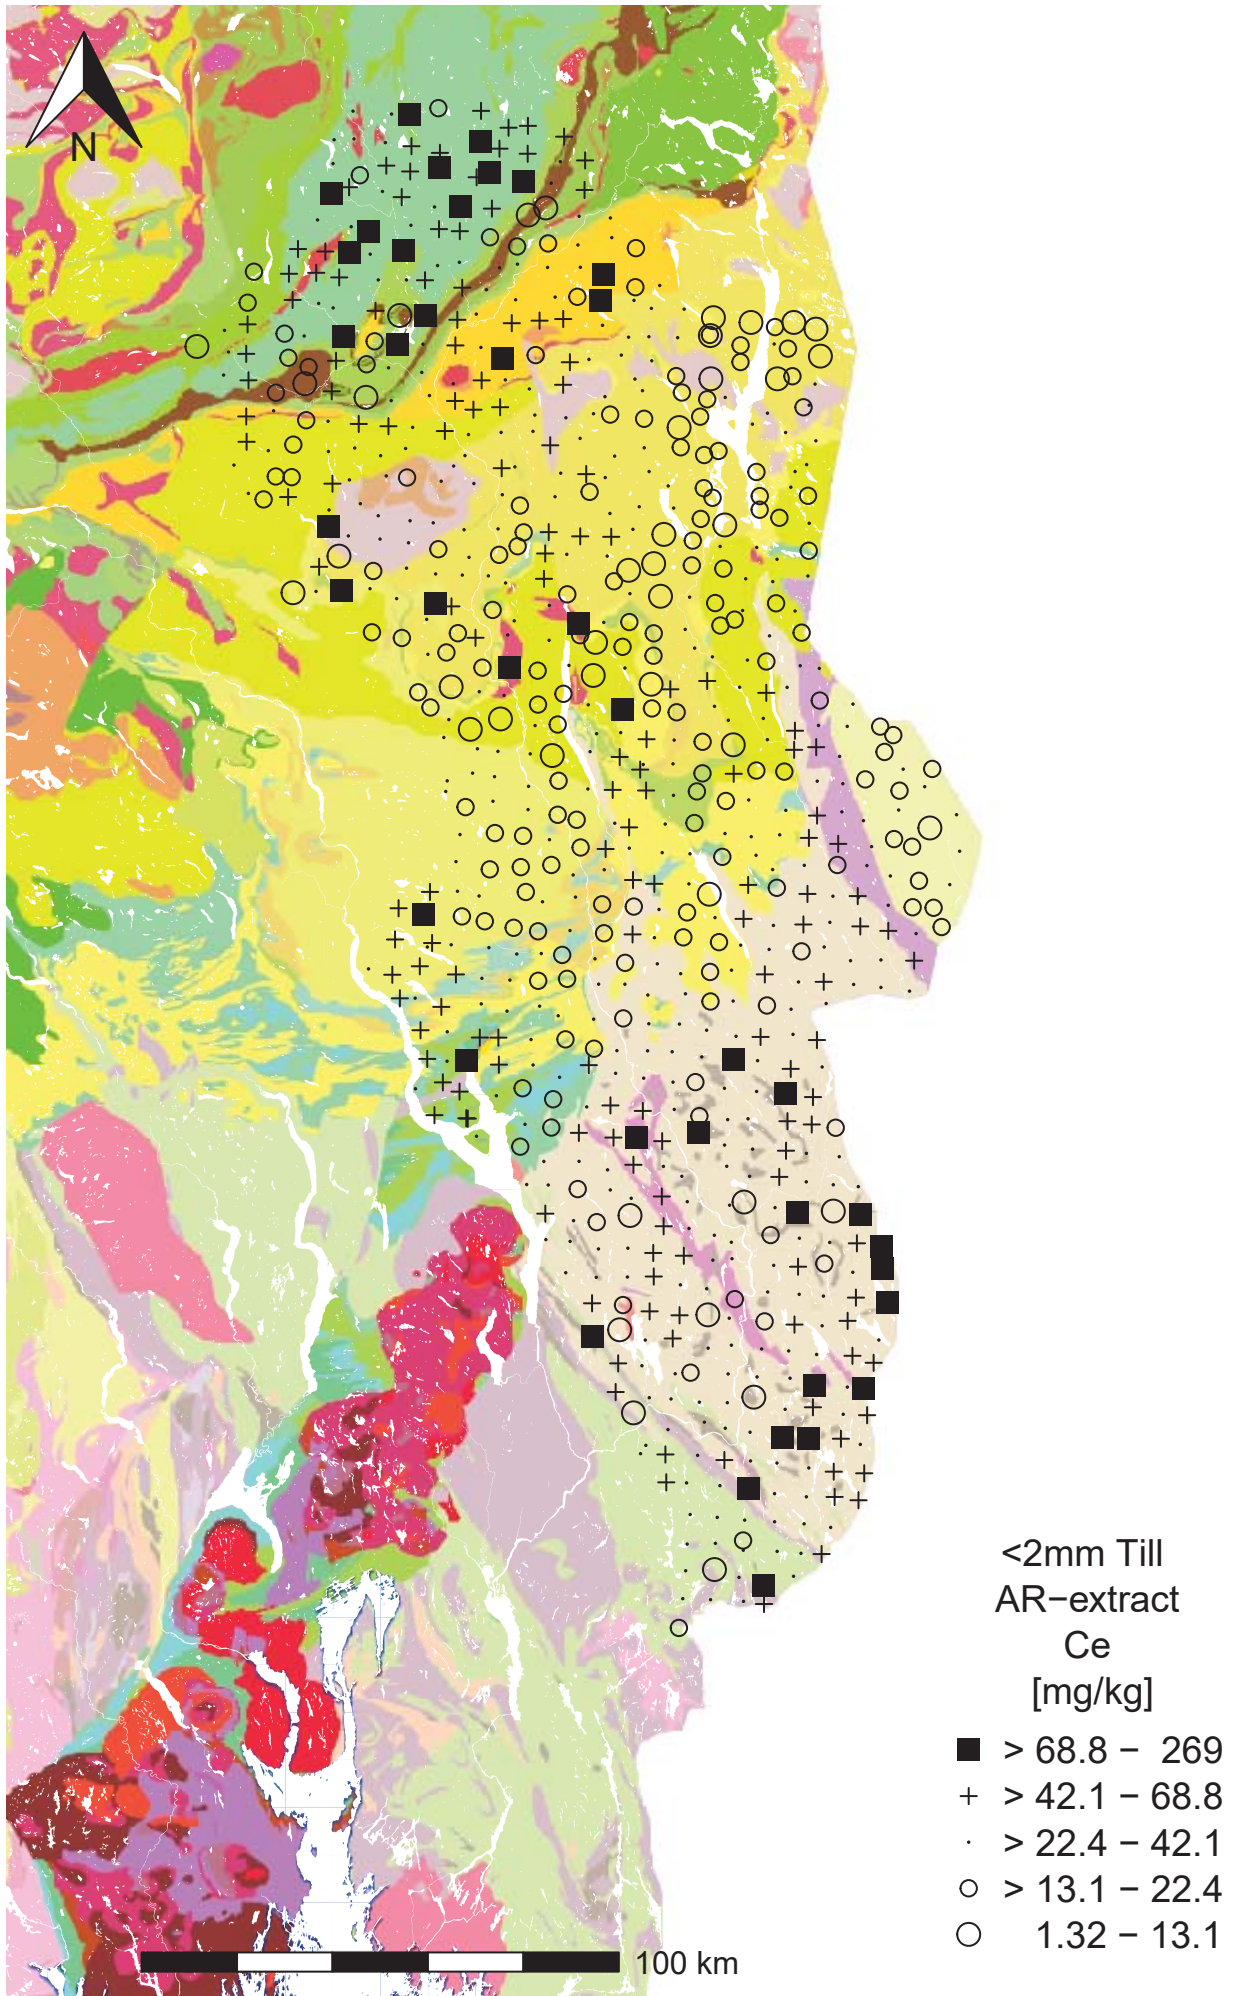 N
<2mm Till
AR−extract
Ce
[mg/kg]
> 68.8 − 269
> 42.1 − 68.8
> 22.4 − 42.1
> 13.1 − 22.4
1.32 − 13.1
100 km